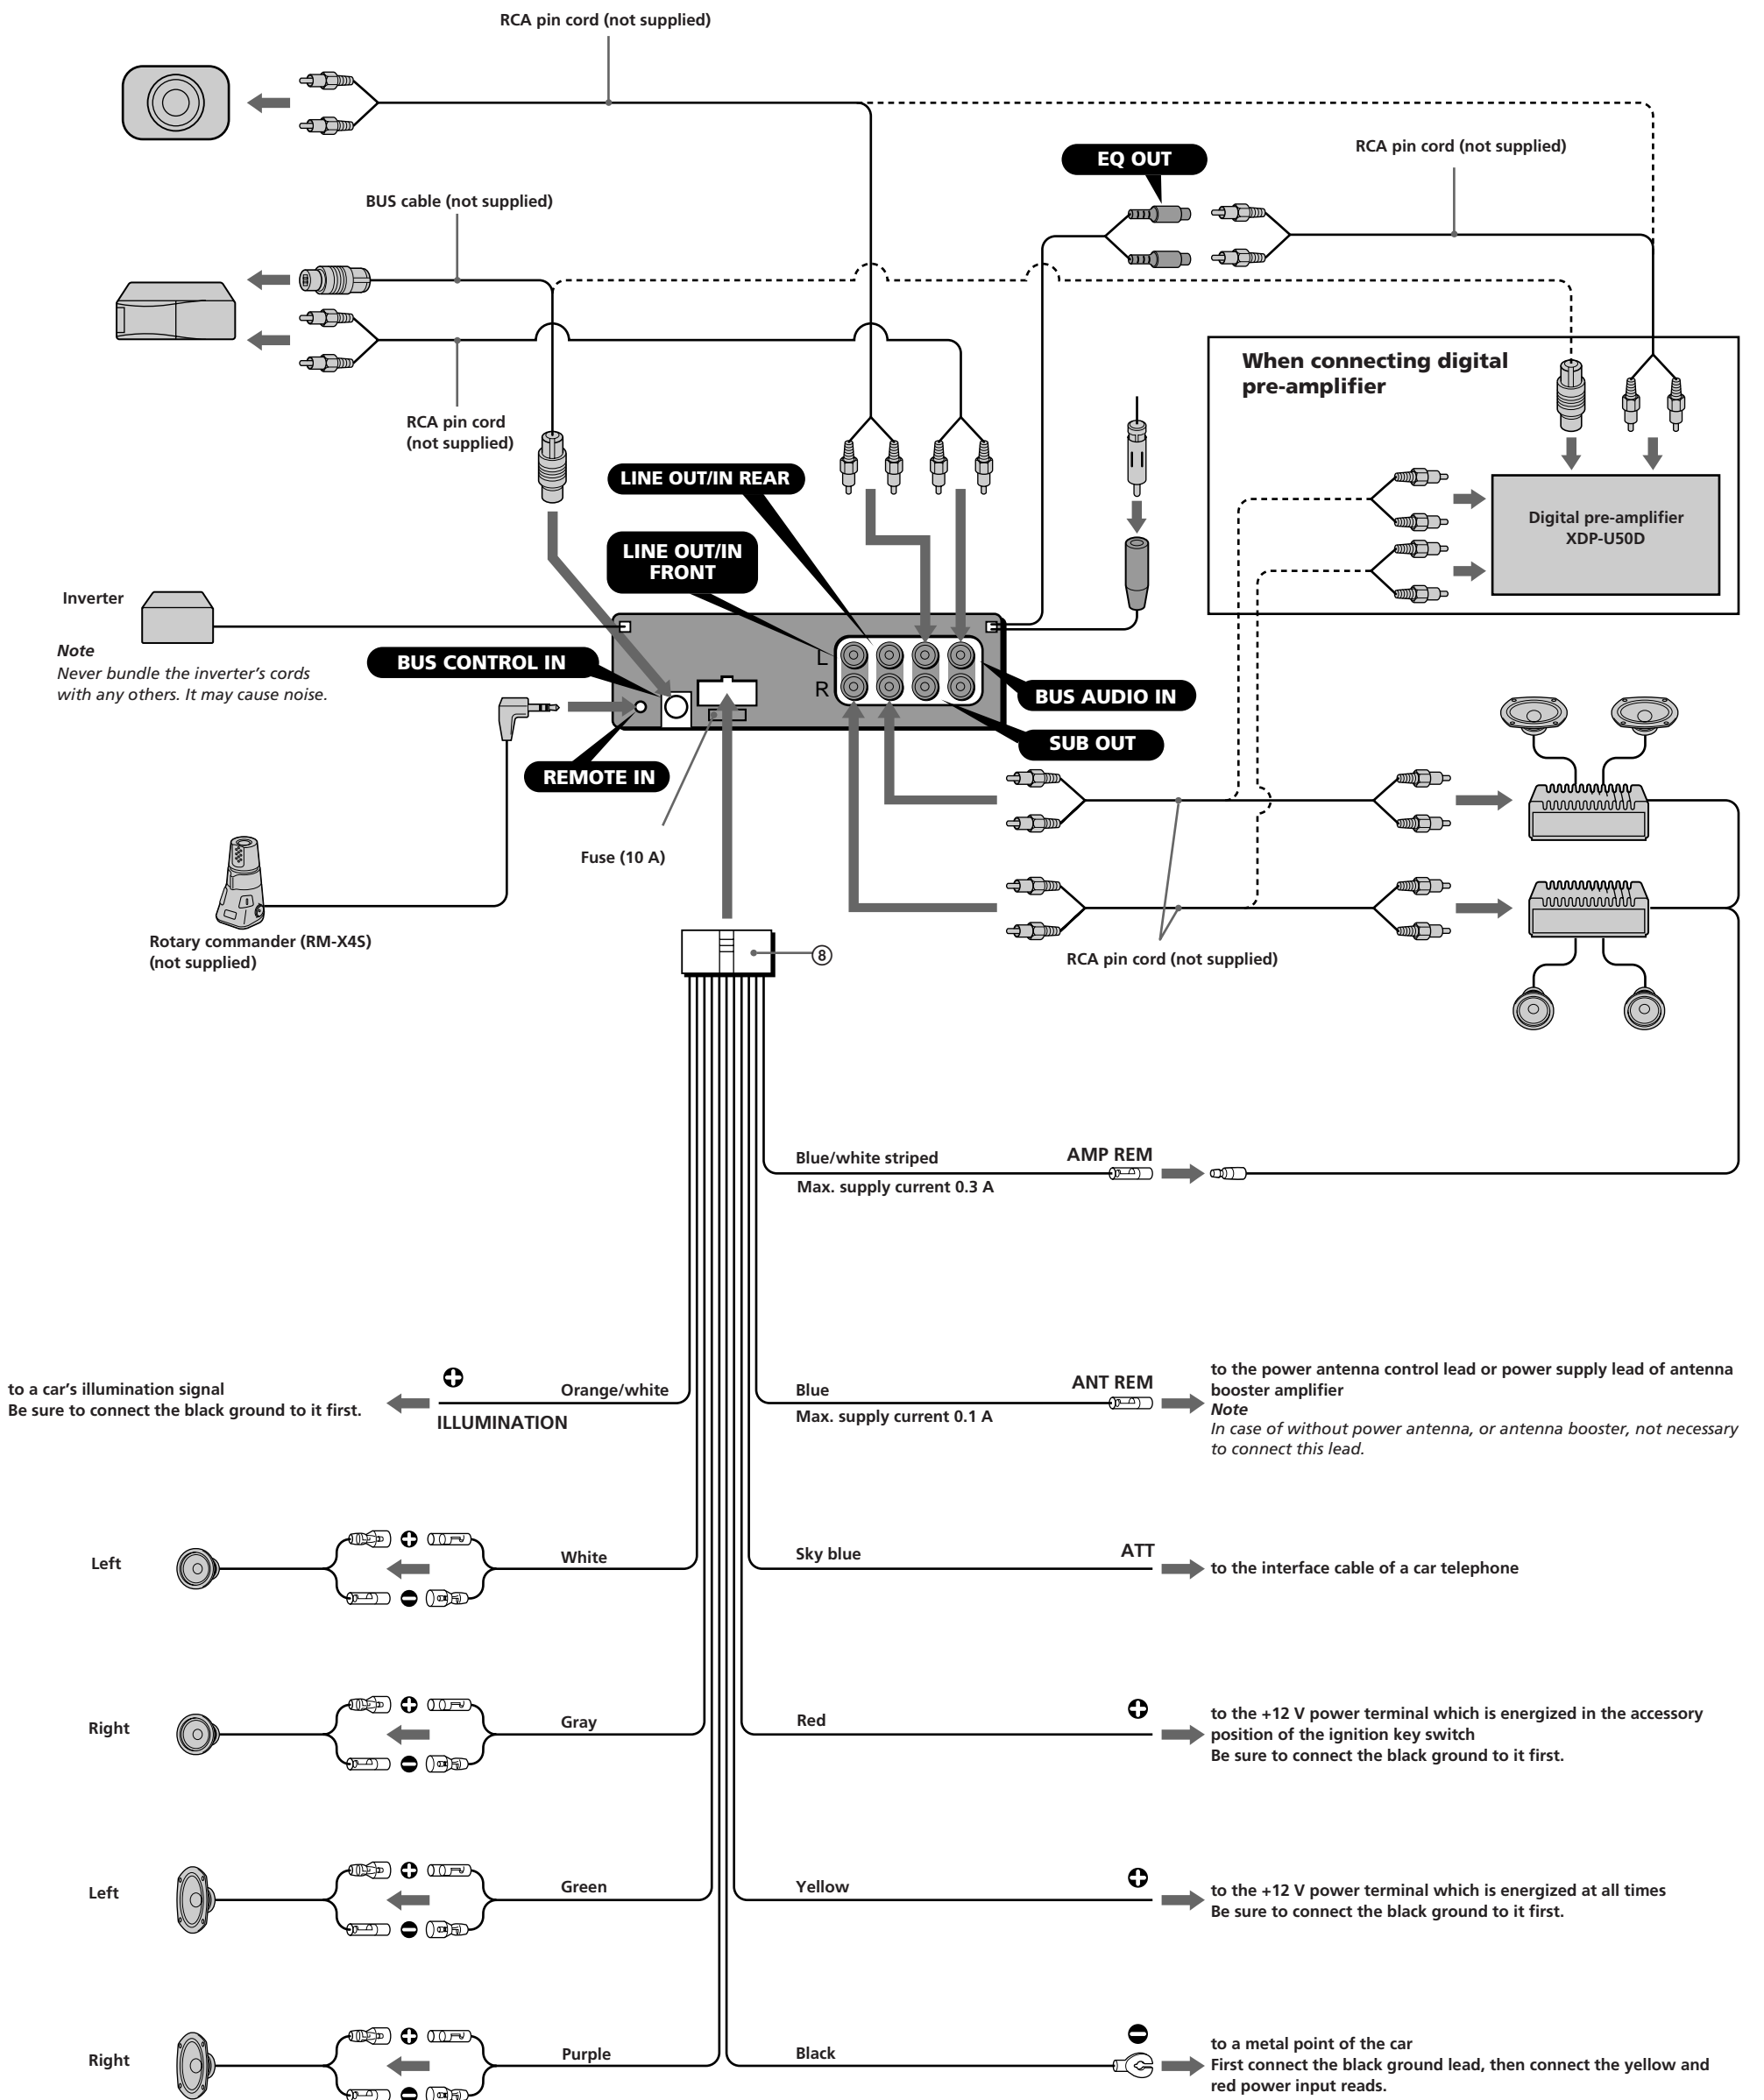 RCA pin cord (not supplied)
RCA pin cord (not supplied)
EQ OUT
BUS cable (not supplied)
When connecting digital
pre-amplifier
RCA pin cord
(not supplied)
LINE OUT/IN REAR
Digital pre-amplifier
XDP-U50D
LINE OUT/IN
FRONT
Inverter
Note
Never bundle the inverter's cords
with any others. It may cause noise.
BUS CONTROL IN
L
R
BUS AUDIO IN
SUB OUT
REMOTE IN
Fuse (10 A)
Rotary commander (RM-X4S)
(not supplied)
8
RCA pin cord (not supplied)
Blue/white striped
AMP REM
Max. supply current 0.3 A
to a car's illumination signal
Be sure to connect the black ground to it first.
Orange/white
ILLUMINATION
Blue
ANT REM
Max. supply current 0.1 A
to the power antenna control lead or power supply lead of antenna
booster amplifier
Note
In case of without power antenna, or antenna booster, not necessary
to connect this lead.
Left
White
Sky blue
ATT
to the interface cable of a car telephone
Right
Gray
Red
to the +12 V power terminal which is energized in the accessory
position of the ignition key switch
Be sure to connect the black ground to it first.
Left
Green
Yellow
to the +12 V power terminal which is energized at all times
Be sure to connect the black ground to it first.
Right
Purple
Black
to a metal point of the car
First connect the black ground lead, then connect the yellow and
red power input reads.